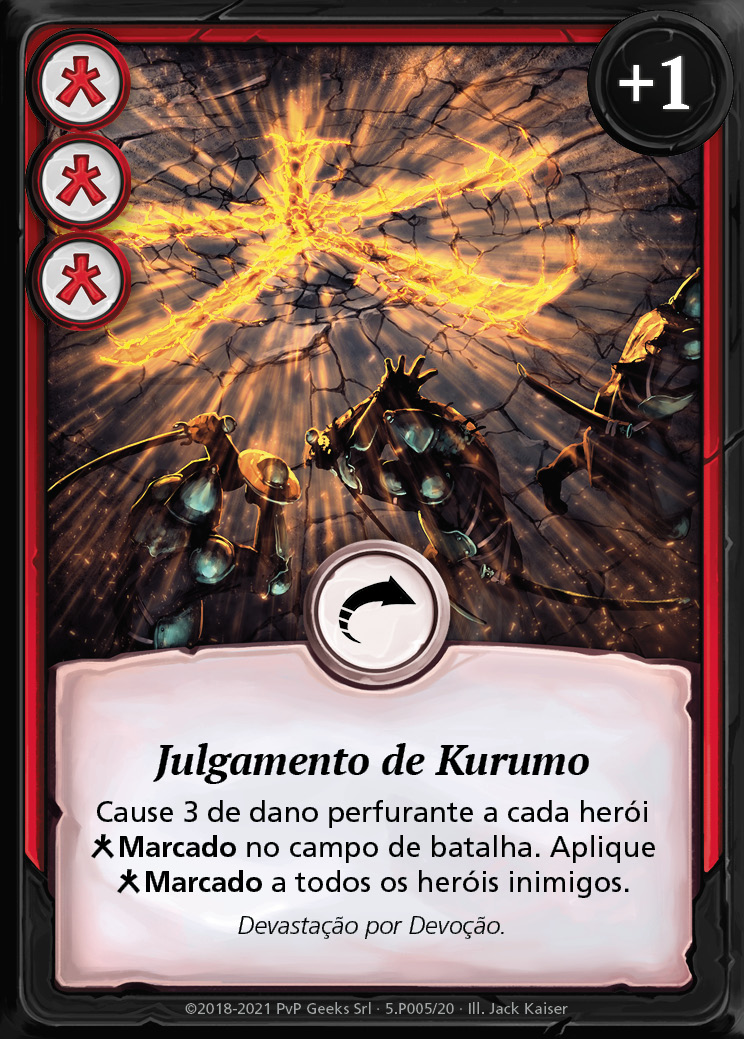 +1
Julgamento de Kurumo
Cause 3 de dano perfurante a cada herói
Marcado no campo de batalha. Aplique
Marcado a todos os heróis inimigos.
Devastação por Devoção.
©2018-2021 PvP Geeks Srl · 5.P005/20 · Ill. Jack Kaiser